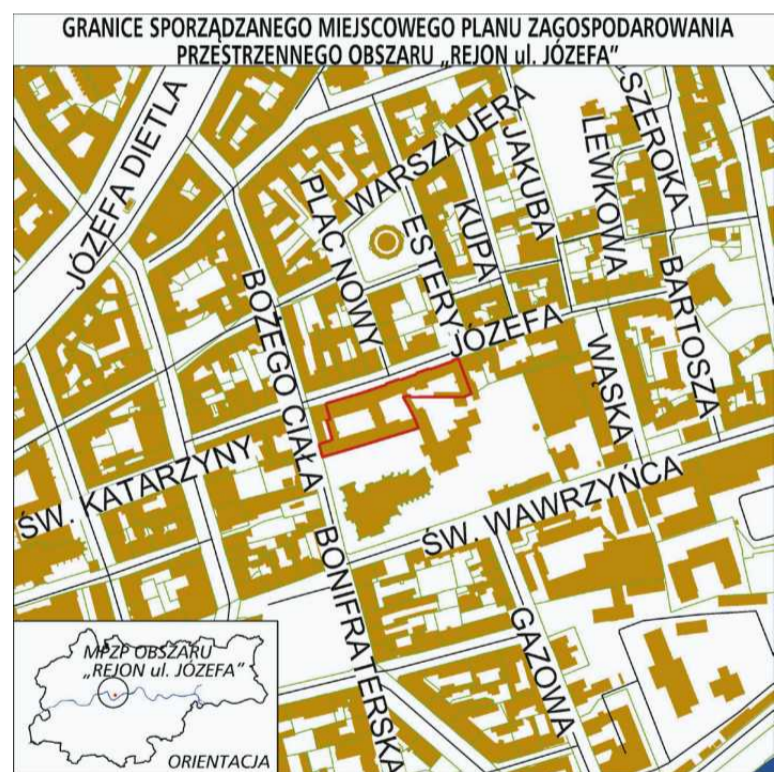 GRANICE SPORZĄDZANEGO MIEJSCOWEGO PLANU ZAGOSPODAROWANIA
PRZESTRZENNEGO OBSZARU „REJON ul. JÓZEFA”
JÓZEFA DIETLA
WARSZAUERA
SZEROKA
JAKUBA
LEWKOWA
PLAC NOWY
ESTERY
KUPA
BARTOSZA
BOŻEGO CIAŁA
JÓZEFA
WĄSKA
ŚW. KATARZYNY
ŚW. WAWRZYŃCA
BONIFRATERSKA
GAZOWA
MPZP OBSZARU
„REJON ul. JÓZEFA”
ORIENTACJA